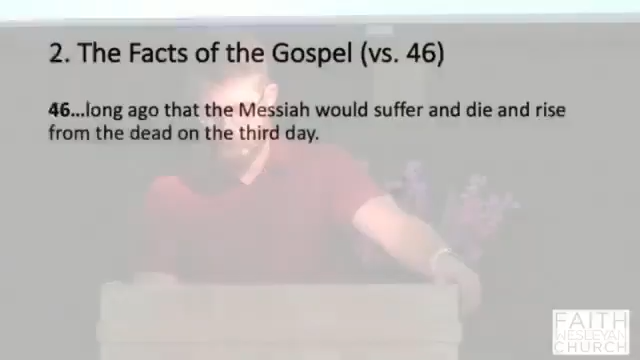 2. The Facts of the Gospel (vs. 46)
46...long ago that the Messiah would suffer and die and rise
from the dead on the third day.
FAITH
WESLEYAN
CHURCH